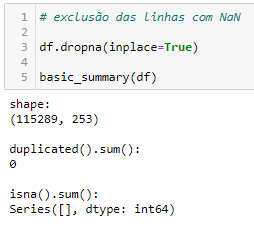 1 # exclusão das linhas com NaN
2
3 df.dropna(inplace=True)
4
5 basic_summary(df)
shape:
(115289, 253)
duplicated().sum():
0
isna().sum():
Series([], dtype: int64)